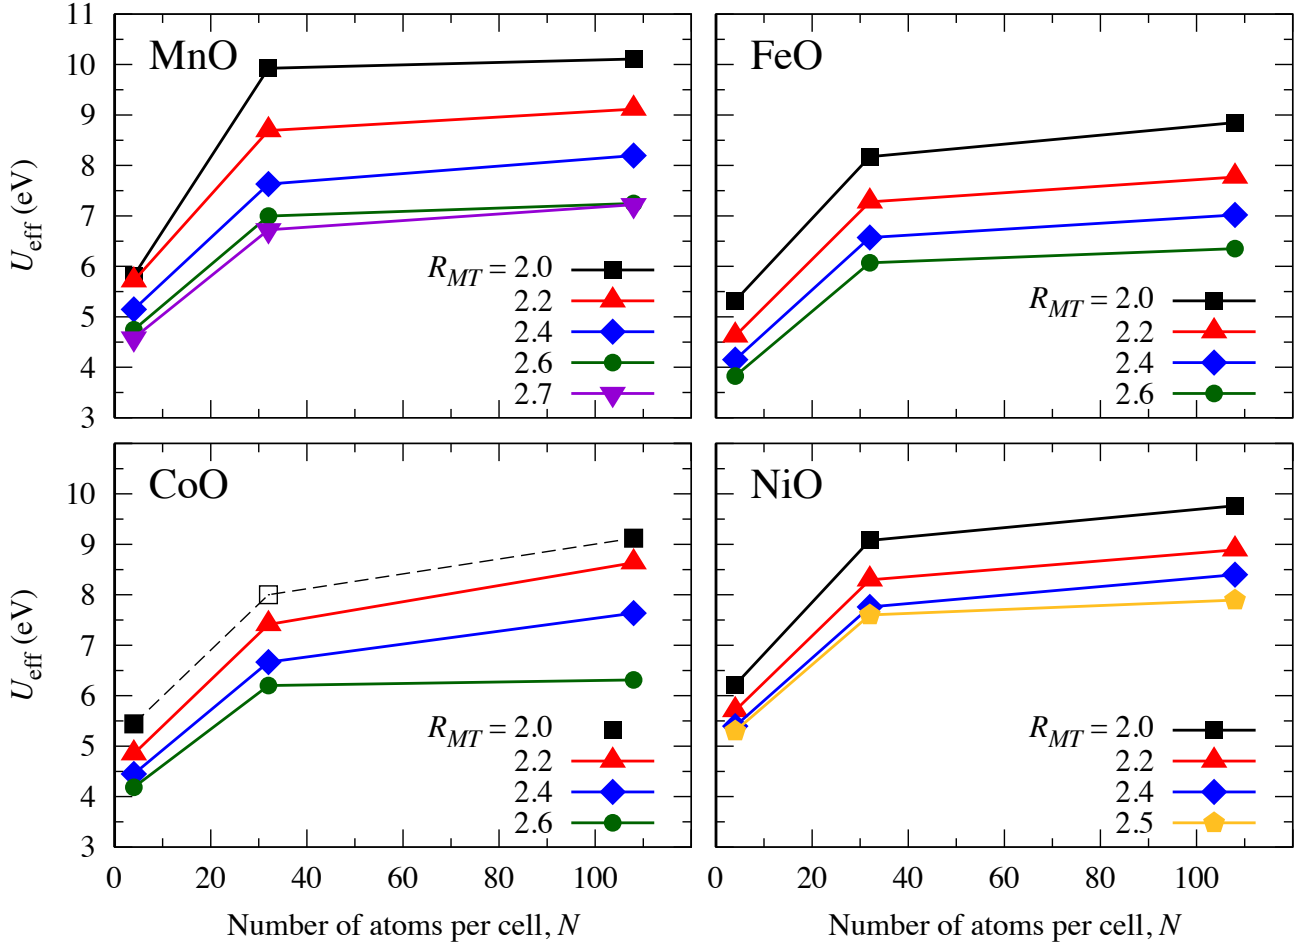 11
10
9
8
7
6
5
4
3
U_eff (eV)
MnO
R_MT = 2.0
2.2
2.4
2.6
2.7
FeO
R_MT = 2.0
2.2
2.4
2.6
10
9
8
7
6
5
4
3
U_eff (eV)
CoO
R_MT = 2.0
2.2
2.4
2.6
NiO
R_MT = 2.0
2.2
2.4
2.5
0 20 40 60 80 100
0 20 40 60 80 100
Number of atoms per cell, N
Number of atoms per cell, N